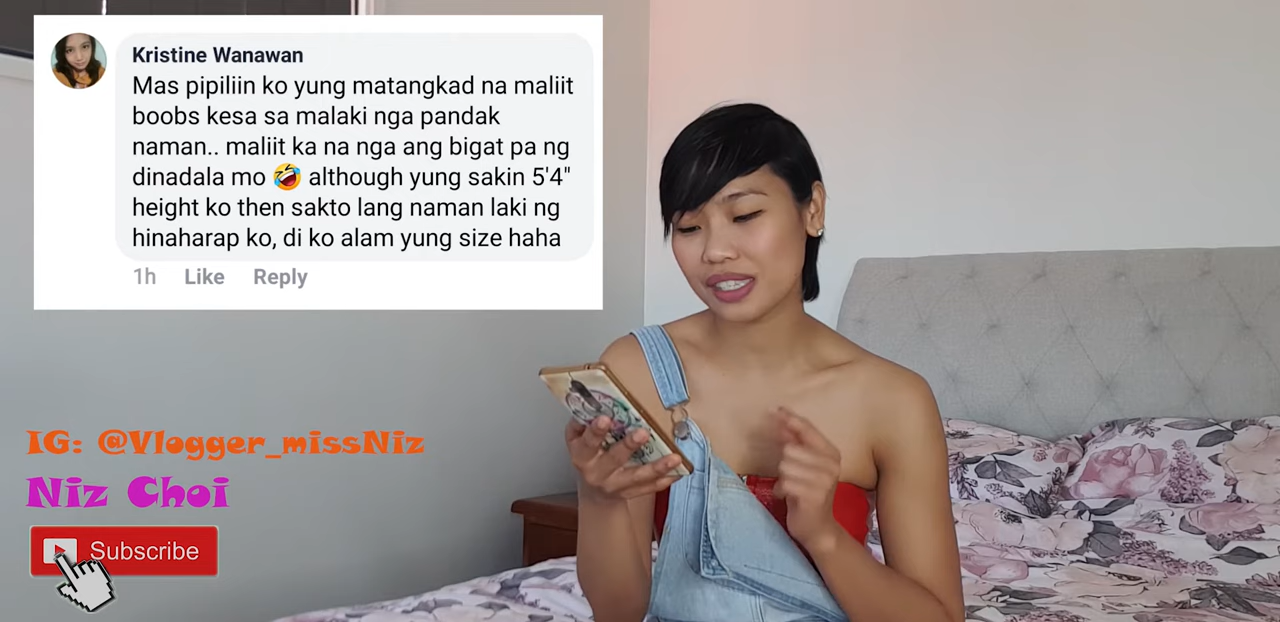 Kristine Wanawan
Mas pipiliin ko yung matangkad na maliit
boobs kesa sa malaki nga pandak
naman.. maliit ka na nga ang bigat pa ng
dinadala mo 🤣 although yung sakin 5'4"
height ko then sakto lang naman laki ng
hinaharap ko, di ko alam yung size haha
1h Like Reply
IG: @Vlogger_missNiz
Niz Choi
Subscribe